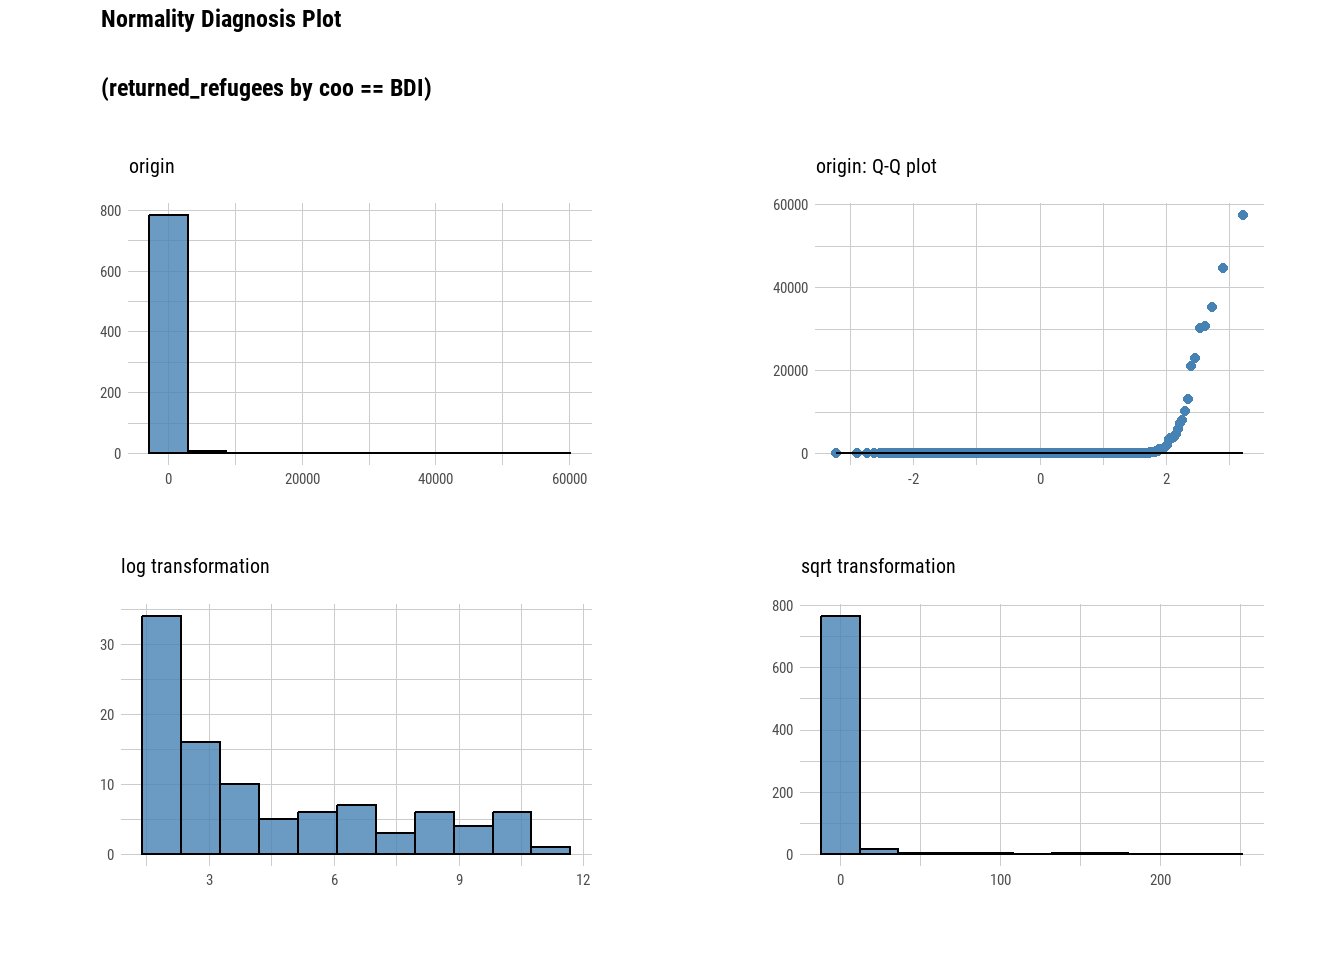 Normality Diagnosis Plot
(returned_refugees by coo == BDI)
origin
800
600
400
200
0
0 20000 40000 60000
origin: Q-Q plot
60000
40000
20000
0
-2 0 2
log transformation
30
20
10
0
3 6 9 12
sqrt transformation
800
600
400
200
0
0 100 200